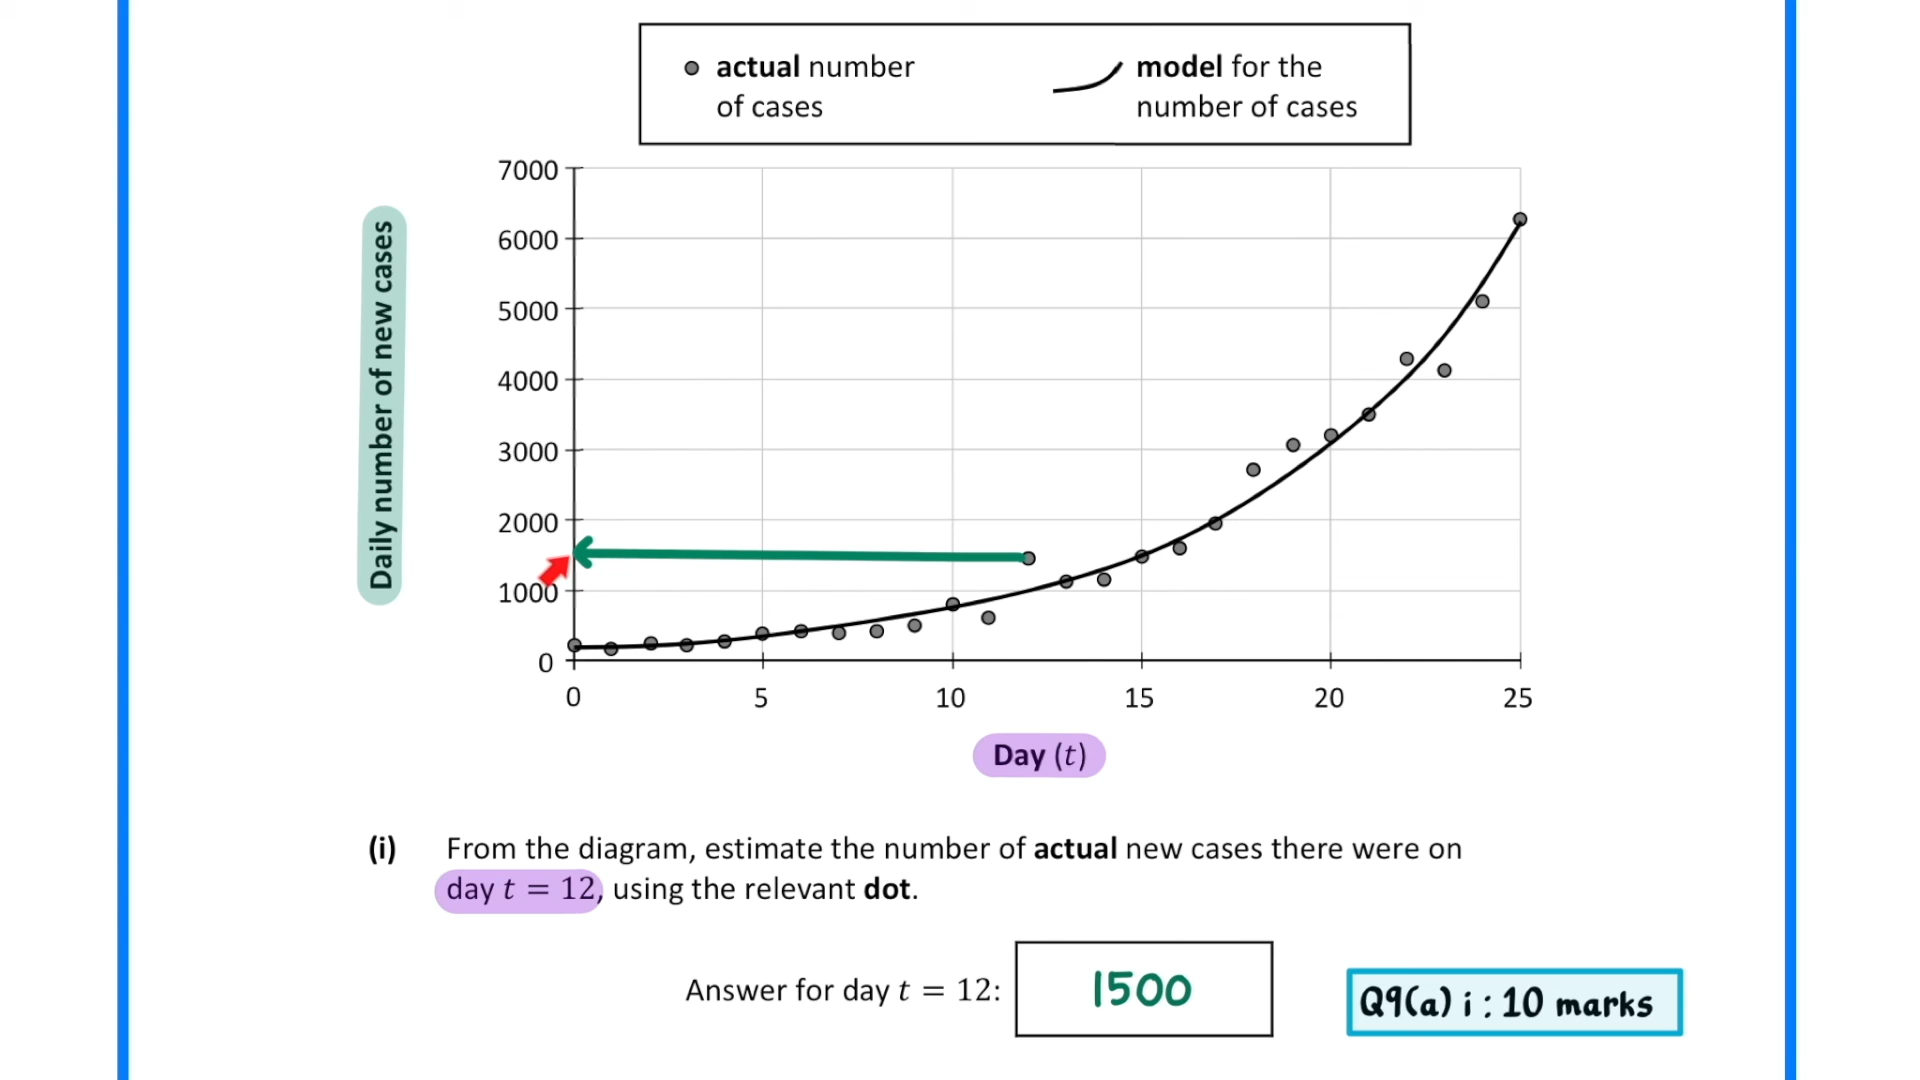 actual number
of cases
model for the
number of cases
Daily number of new cases
7000
6000
5000
4000
3000
2000
1000
0
0 5 10 15 20 25
Day (t)
(i) From the diagram, estimate the number of actual new cases there were on
day t = 12, using the relevant dot.
Answer for day t = 12: 1500
Q9(a) i : 10 marks